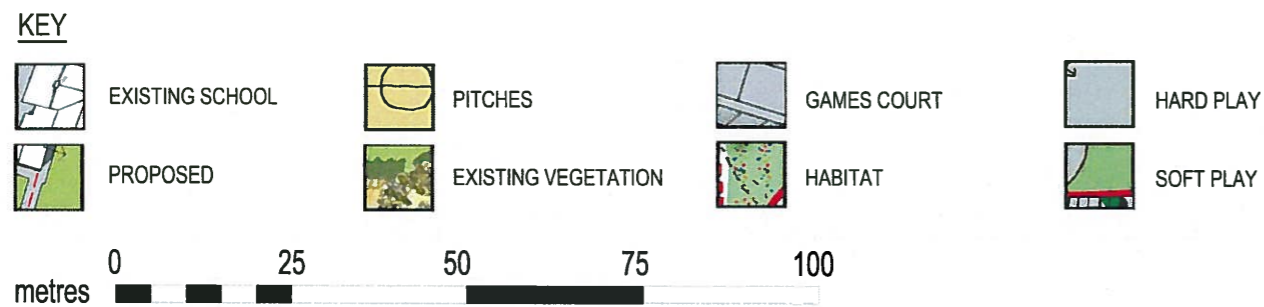 KEY
EXISTING SCHOOL PITCHES GAMES COURT HARD PLAY
PROPOSED EXISTING VEGETATION HABITAT SOFT PLAY
0 25 50 75 100
metres